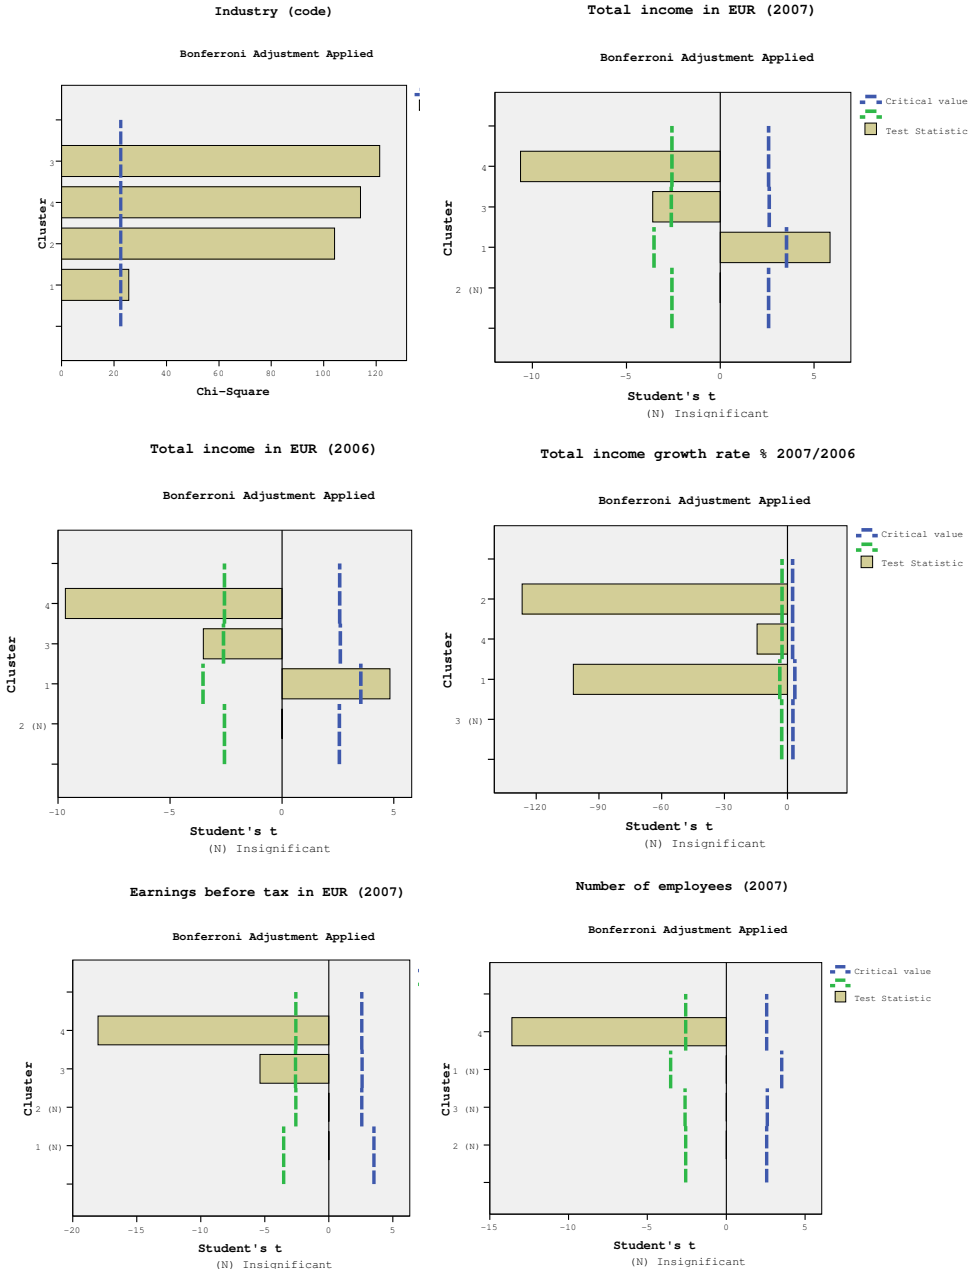 Industry (code)
Bonferroni Adjustment Applied
Cluster
3
4
2
1
0 20 40 60 80 100 120
Chi-Square
Total income in EUR (2007)
Bonferroni Adjustment Applied
Critical value
Test Statistic
Cluster
4
3
1
2 (N)
-10 -5 0 5
Student's t
(N) Insignificant
Total income in EUR (2006)
Bonferroni Adjustment Applied
Cluster
4
3
1
2 (N)
-10 -5 0 5
Student's t
(N) Insignificant
Total income growth rate % 2007/2006
Bonferroni Adjustment Applied
Critical value
Test Statistic
Cluster
2
4
1
3 (N)
-120 -90 -60 -30 0
Student's t
(N) Insignificant
Earnings before tax in EUR (2007)
Bonferroni Adjustment Applied
Cluster
4
3
2 (N)
1 (N)
-20 -15 -10 -5 0 5
Student's t
(N) Insignificant
Number of employees (2007)
Bonferroni Adjustment Applied
Critical value
Test Statistic
Cluster
4
1 (N)
3 (N)
2 (N)
-15 -10 -5 0 5
Student's t
(N) Insignificant